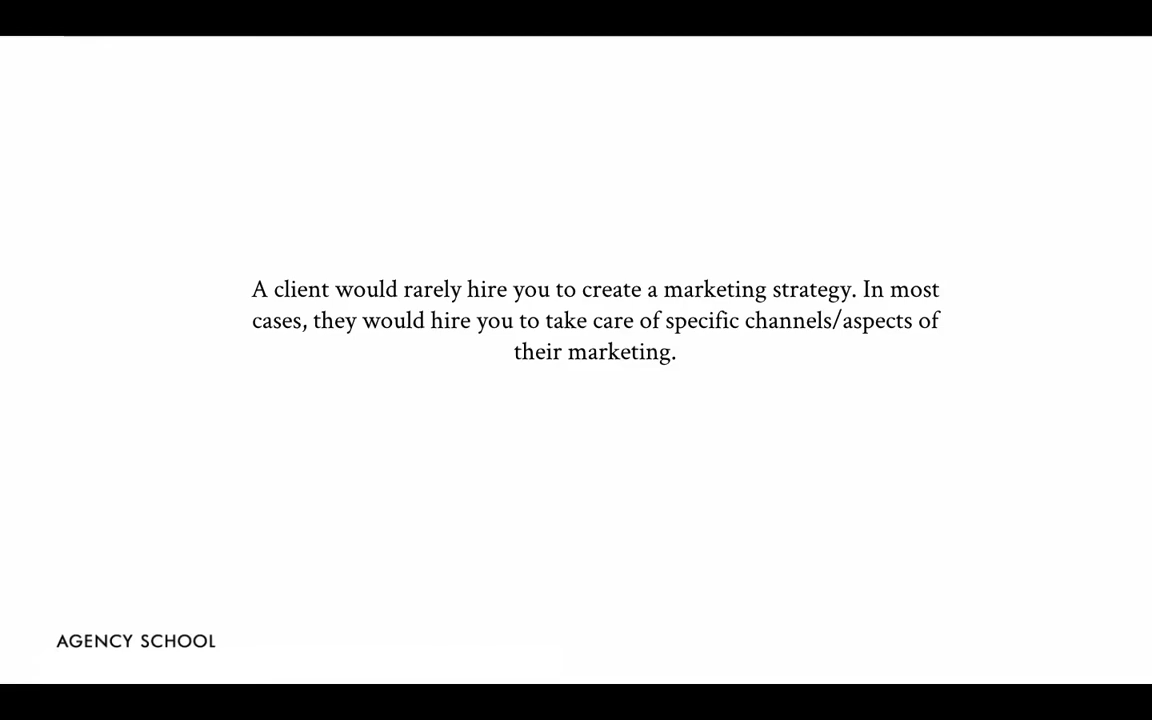 A client would rarely hire you to create a marketing strategy. In most
cases, they would hire you to take care of specific channels/aspects of
their marketing.
AGENCY SCHOOL